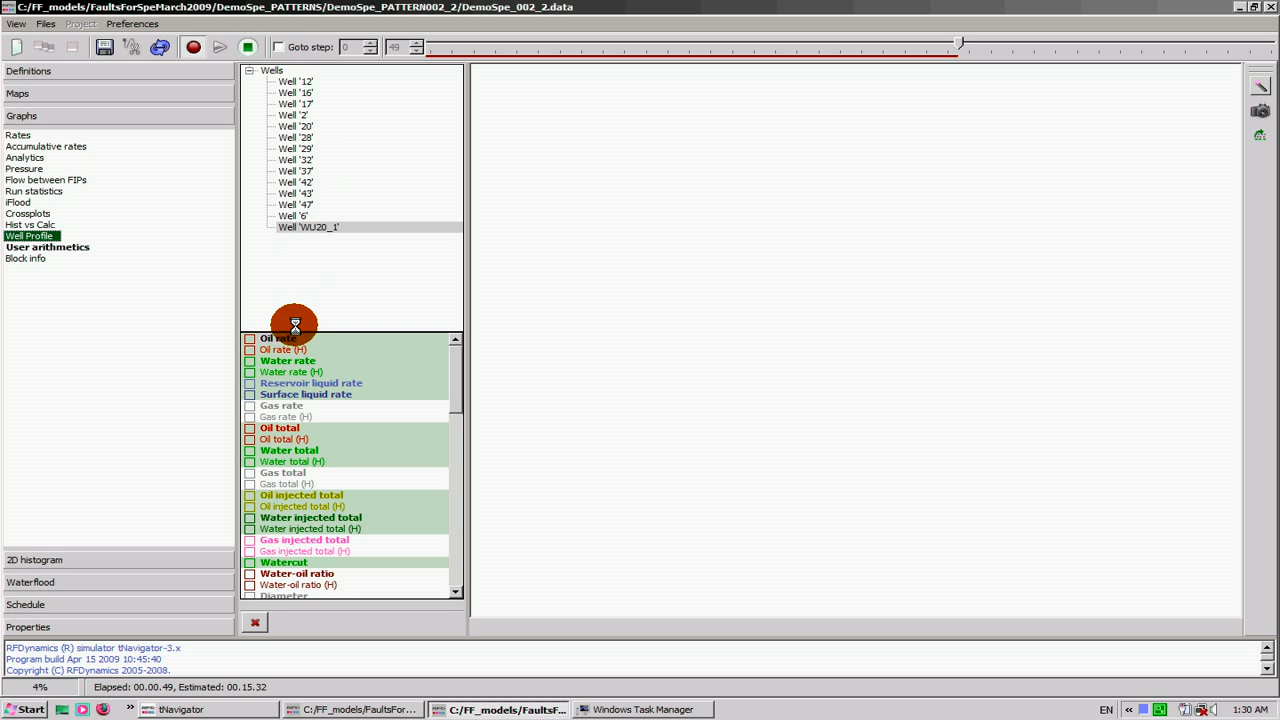 C:/FF_models/FaultsForSpeMarch2009/DemoSpe_PATTERNS/DemoSpe_PATTERN002_2/DemoSpe_002_2.data
View Files Project Preferences
Goto step: 0 49
Definitions
Maps
Graphs
Rates
Accumulative rates
Analytics
Pressure
Flow between FIPs
Run statistics
iFlood
Crossplots
Hist vs Calc
Well Profile
User arithmetics
Block info
2D histogram
Waterflood
Schedule
Properties
Wells
Well '12'
Well '16'
Well '17'
Well '2'
Well '20'
Well '28'
Well '29'
Well '32'
Well '37'
Well '42'
Well '43'
Well '47'
Well '6'
Well 'WU20_1'
Oil rate
Oil rate (H)
Water rate
Water rate (H)
Reservoir liquid rate
Surface liquid rate
Gas rate
Gas rate (H)
Oil total
Oil total (H)
Water total
Water total (H)
Gas total
Gas total (H)
Oil injected total
Oil injected total (H)
Water injected total
Water injected total (H)
Gas injected total
Gas injected total (H)
Watercut
Water-oil ratio
Water-oil ratio (H)
Diameter
RFDynamics (R) simulator tNavigator-3.x
Program build Apr 15 2009 10:45:40
Copyright (C) RFDynamics 2005-2008.
4% Elapsed: 00.00.49, Estimated: 00.15.32
Start » tNavigator C:/FF_models/FaultsFor... C:/FF_models/FaultsF... Windows Task Manager EN « 1:30 AM